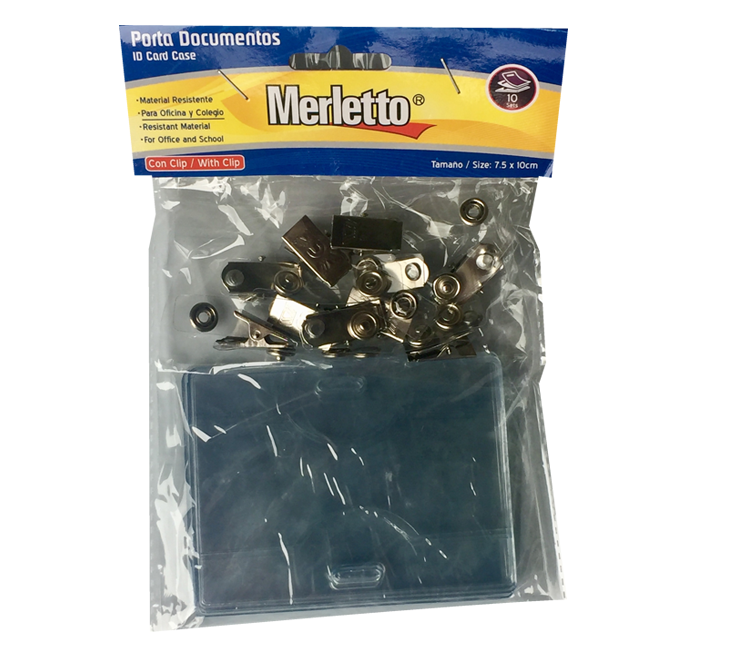 Porta Documentos
ID Card Case
• Material Resistente
• Para Oficina y Colegio
• Resistant Material
• For Office and School
Merletto®
10
Sets
Con Clip / With Clip
Tamaño / Size: 7.5 x 10cm